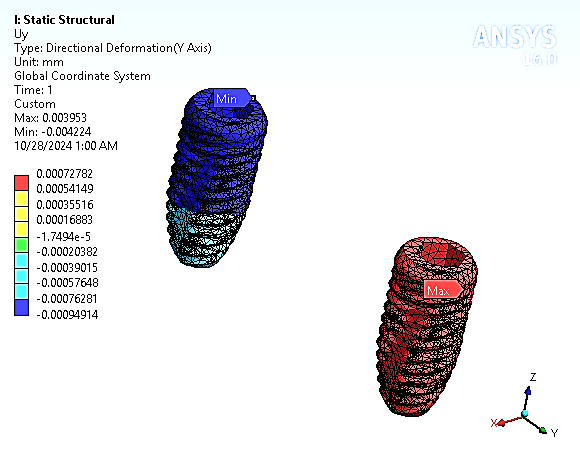 I: Static Structural
Uy
Type: Directional Deformation(Y Axis)
Unit: mm
Global Coordinate System
Time: 1
Custom
Max: 0.003953
Min: -0.004224
10/28/2024 1:00 AM
0.00072782
0.00054149
0.00035516
0.00016883
-1.7494e-5
-0.00020382
-0.00039015
-0.00057648
-0.00076281
-0.00094914
ANSYS
16.0
Min
Max
Z
X
Y